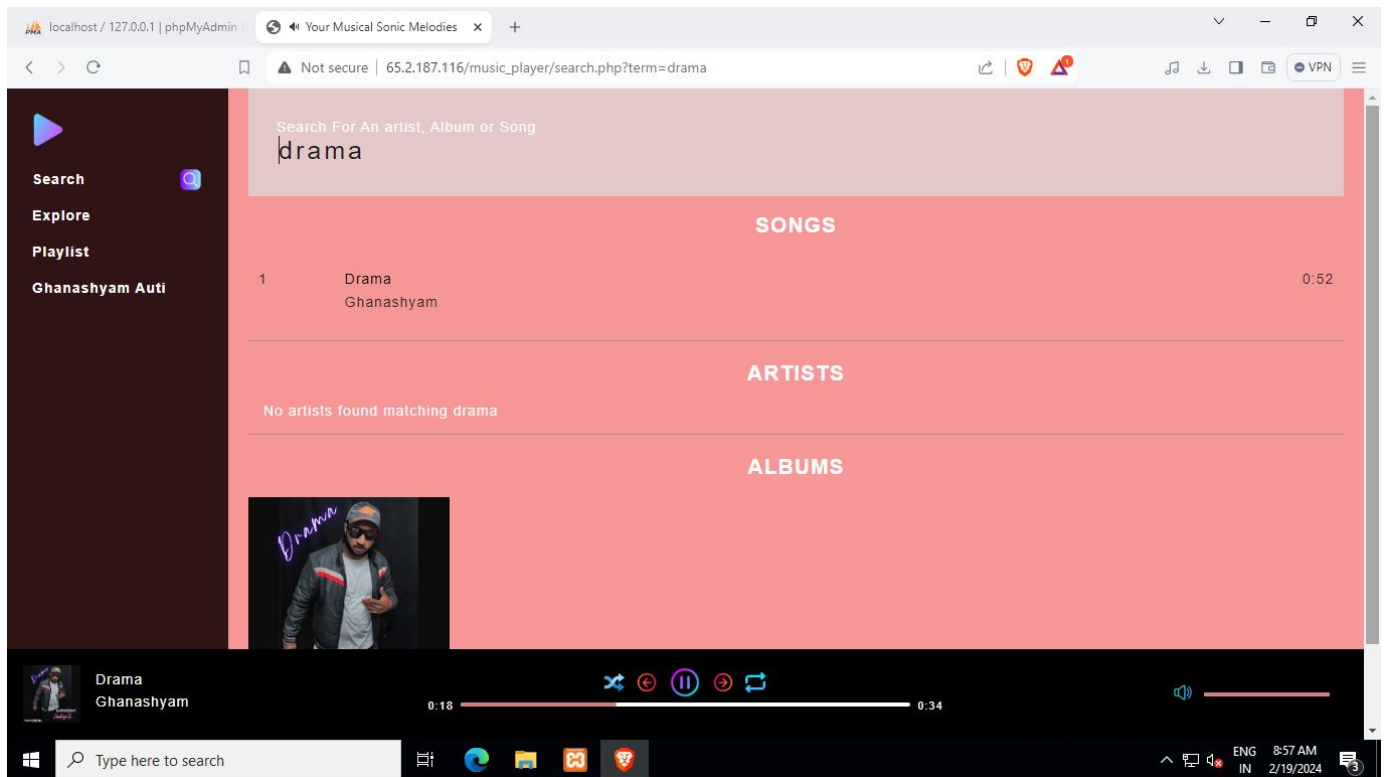 localhost / 127.0.0.1 | phpMyAdmin
Your Musical Sonic Melodies
Not secure | 65.2.187.116/music_player/search.php?term=drama
VPN
Search For An artist, Album or Song
drama
Search
Explore
Playlist
Ghanashyam Auti
SONGS
1 Drama 0:52
Ghanashyam
ARTISTS
No artists found matching drama
ALBUMS
Drama
Drama
Ghanashyam
0:18 0:34
Type here to search
ENG 8:57 AM
IN 2/19/2024
3